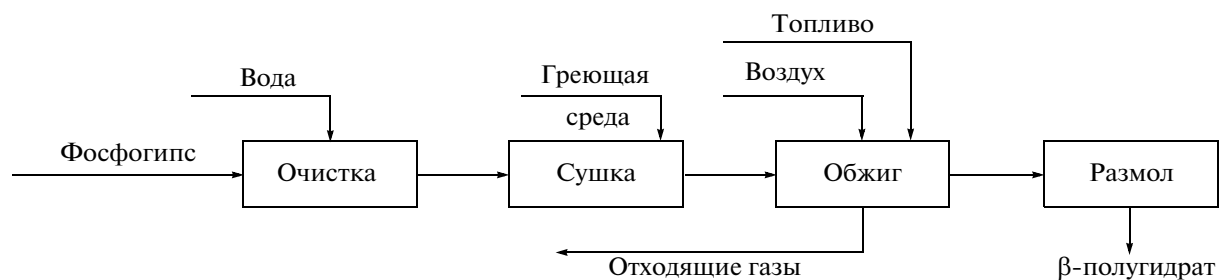 Топливо
Вода
Греющая
среда
Воздух
Фосфогипс
Очистка
Сушка
Обжиг
Размол
Отходящие газы
β-полугидрат